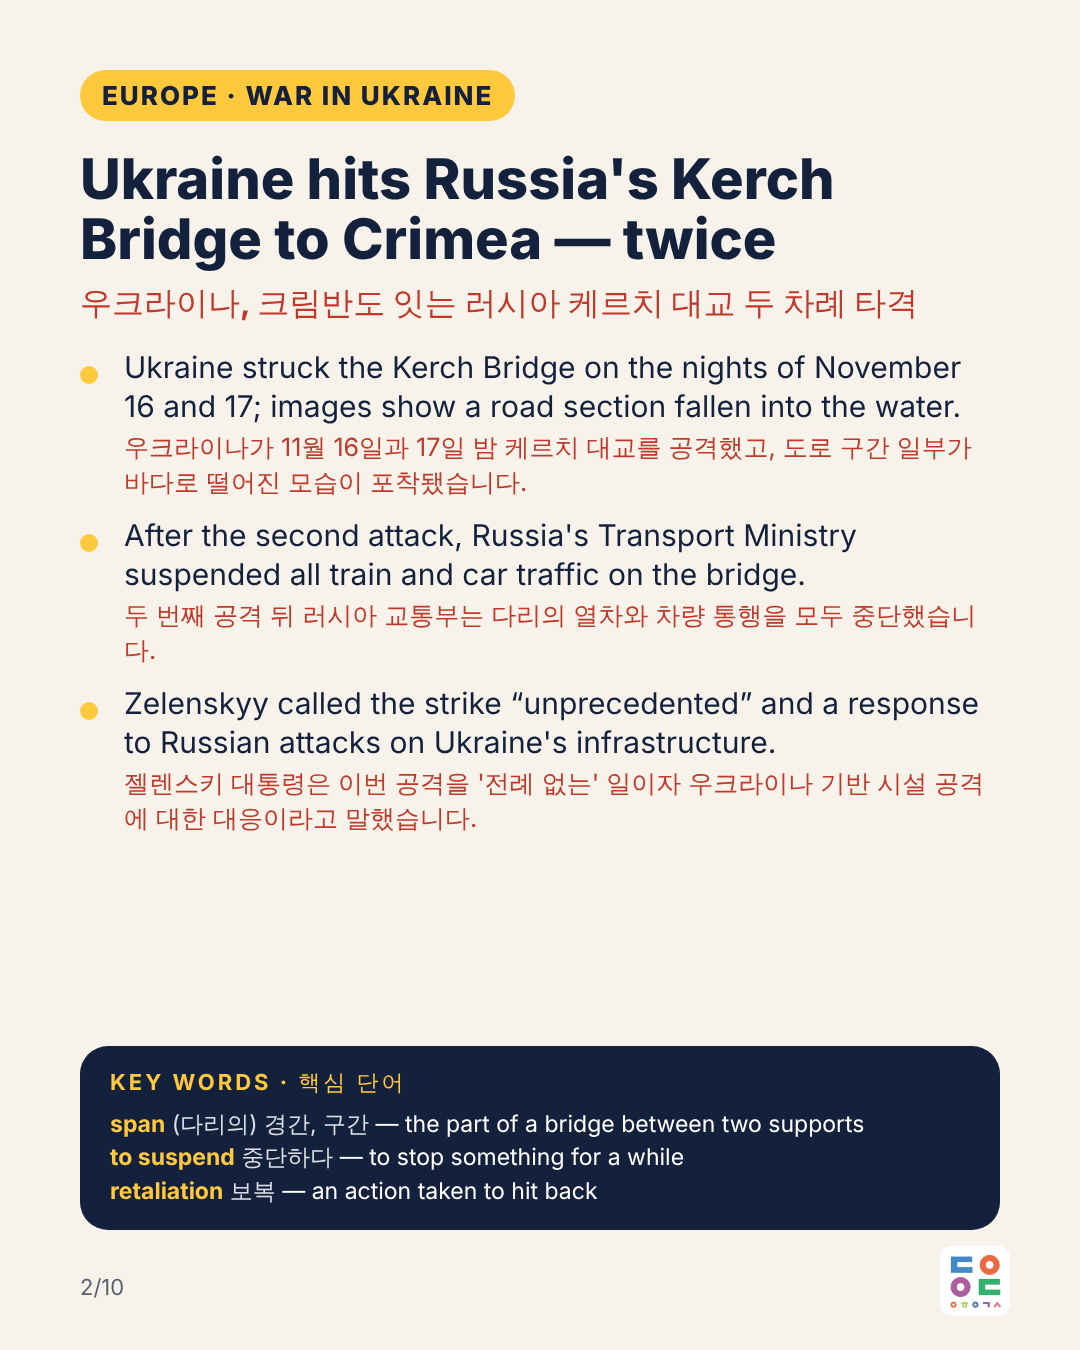 EUROPE · WAR IN UKRAINE
Ukraine hits Russia's Kerch
Bridge to Crimea — twice
우크라이나, 크림반도 잇는 러시아 케르치 대교 두 차례 타격
Ukraine struck the Kerch Bridge on the nights of November
16 and 17; images show a road section fallen into the water.
우크라이나가 11월 16일과 17일 밤 케르치 대교를 공격했고, 도로 구간 일부가
바다로 떨어진 모습이 포착됐습니다.
After the second attack, Russia's Transport Ministry
suspended all train and car traffic on the bridge.
두 번째 공격 뒤 러시아 교통부는 다리의 열차와 차량 통행을 모두 중단했습니
다.
Zelenskyy called the strike “unprecedented” and a response
to Russian attacks on Ukraine's infrastructure.
젤렌스키 대통령은 이번 공격을 '전례 없는' 일이자 우크라이나 기반 시설 공격
에 대한 대응이라고 말했습니다.
KEY WORDS · 핵심 단어
span (다리의) 경간, 구간 — the part of a bridge between two supports
to suspend 중단하다 — to stop something for a while
retaliation 보복 — an action taken to hit back
2/10